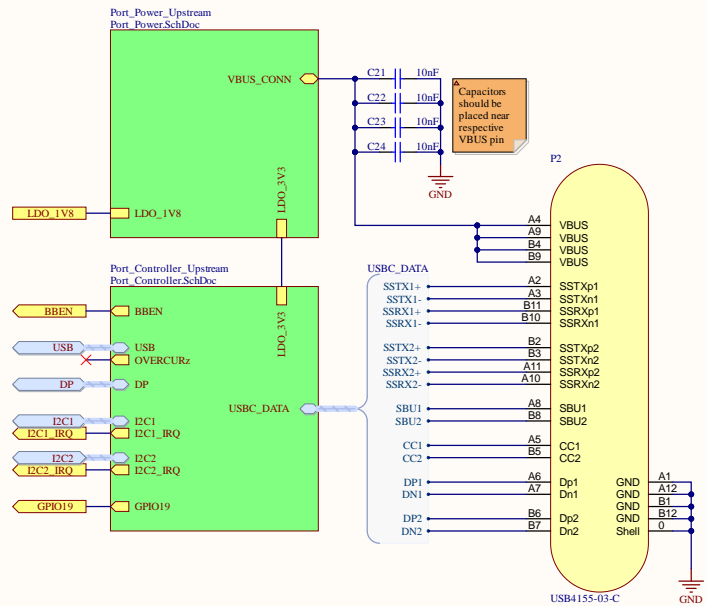 Port_Power_Upstream
Port_Power.SchDoc
VBUS_CONN
C21 10nF
C22 10nF
C23 10nF
C24 10nF
Capacitors
should be
placed near
respective
VBUS pin
GND
LDO_1V8 LDO_1V8
LDO_3V3
P2
Port_Controller_Upstream
Port_Controller.SchDoc
LDO_3V3
BBEN BBEN
USB USB
OVERCURz
DP DP
I2C1 I2C1
I2C1_IRQ I2C1_IRQ
I2C2 I2C2
I2C2_IRQ I2C2_IRQ
GPIO19 GPIO19
USBC_DATA
USBC_DATA
A4 VBUS
A9 VBUS
B4 VBUS
B9 VBUS
SSTX1+ A2 SSTXp1
SSTX1- A3 SSTXn1
SSRX1+ B11 SSRXp1
SSRX1- B10 SSRXn1
SSTX2+ B2 SSTXp2
SSTX2- B3 SSTXn2
SSRX2+ A11 SSRXp2
SSRX2- A10 SSRXn2
SBU1 A8 SBU1
SBU2 B8 SBU2
CC1 A5 CC1
CC2 B5 CC2
DP1 A6 Dp1 GND A1
DN1 A7 Dn1 GND A12
GND B1
DP2 B6 Dp2 GND B12
DN2 B7 Dn2 Shell 0
GND
USB4155-03-C